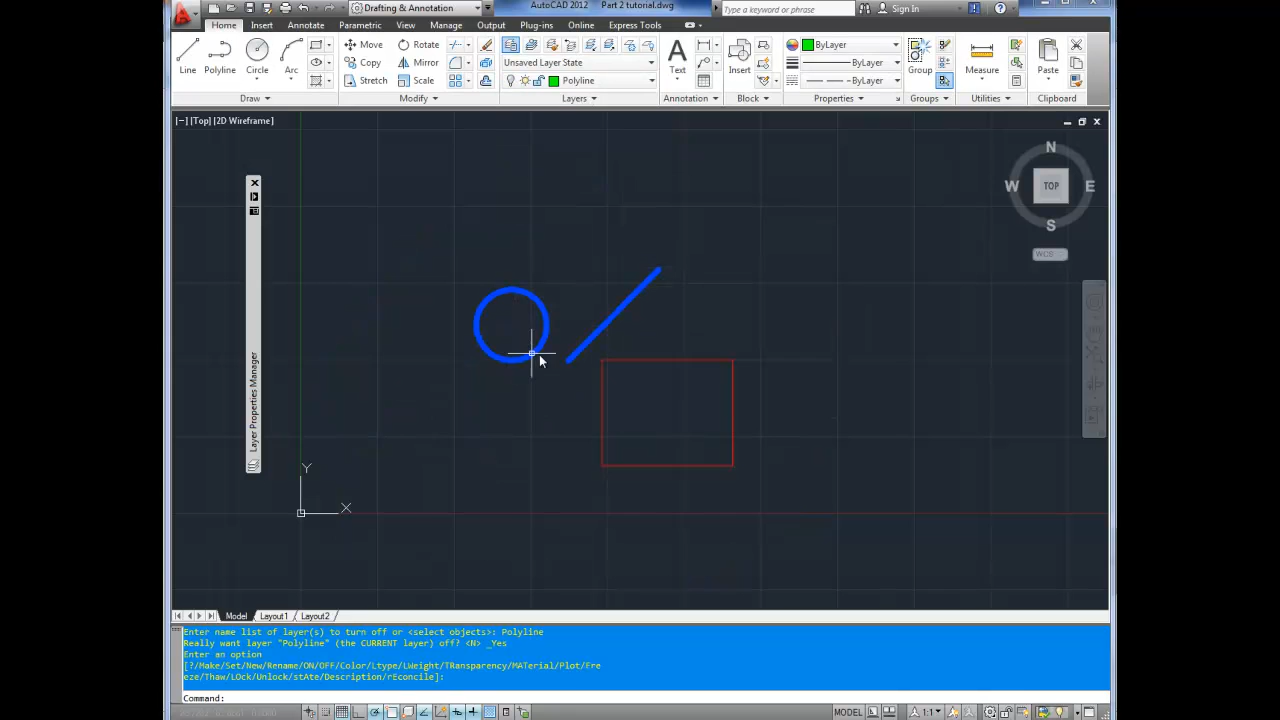 Drafting & Annotation
AutoCAD 2012 Part 2 tutorial.dwg
Type a keyword or phrase
Sign In
Home Insert Annotate Parametric View Manage Output Plug-ins Online Express Tools
Line
Polyline
Circle
Arc
Move
Rotate
Copy
Mirror
Stretch
Scale
Unsaved Layer State
Polyline
Text
Insert
ByLayer
ByLayer
ByLayer
Group
Measure
Paste
Draw
Modify
Layers
Annotation
Block
Properties
Groups
Utilities
Clipboard
[−] [Top] [2D Wireframe]
N
W
TOP
E
S
WCS
Layer Properties Manager
Y
X
Model Layout1 Layout2
Enter name list of layer(s) to turn off or <select objects>: Polyline
Really want layer "Polyline" (the CURRENT layer) off? <N> _Yes
Enter an option
[?/Make/Set/New/Rename/ON/OFF/Color/Ltype/LWeight/TRansparency/MATerial/Plot/Fre
eze/Thaw/LOck/Unlock/stAte/Description/rEconcile]:
Command:
MODEL
1:1